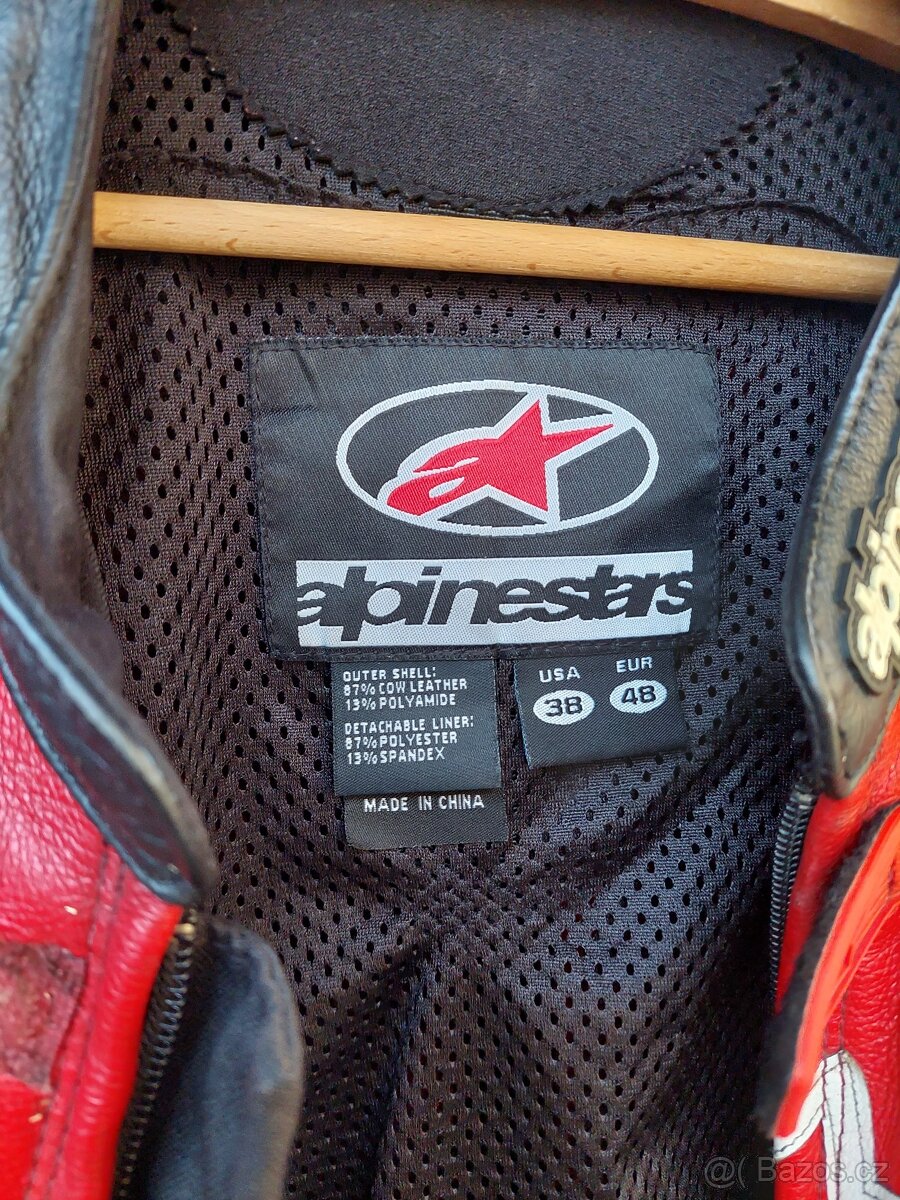 alpinestars
OUTER SHELL:
87% COW LEATHER
13% POLYAMIDE
DETACHABLE LINER:
87% POLYESTER
13% SPANDEX
MADE IN CHINA
USA EUR
38 48
alpin
@( Bazos.cz